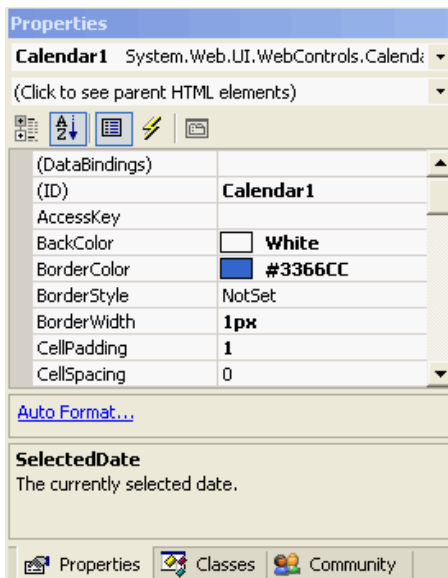 Properties
Calendar1 System.Web.UI.WebControls.Calenda
(Click to see parent HTML elements)
(DataBindings)
(ID) Calendar1
AccessKey
BackColor White
BorderColor #3366CC
BorderStyle NotSet
BorderWidth 1px
CellPadding 1
CellSpacing 0
Auto Format...
SelectedDate
The currently selected date.
Properties Classes Community